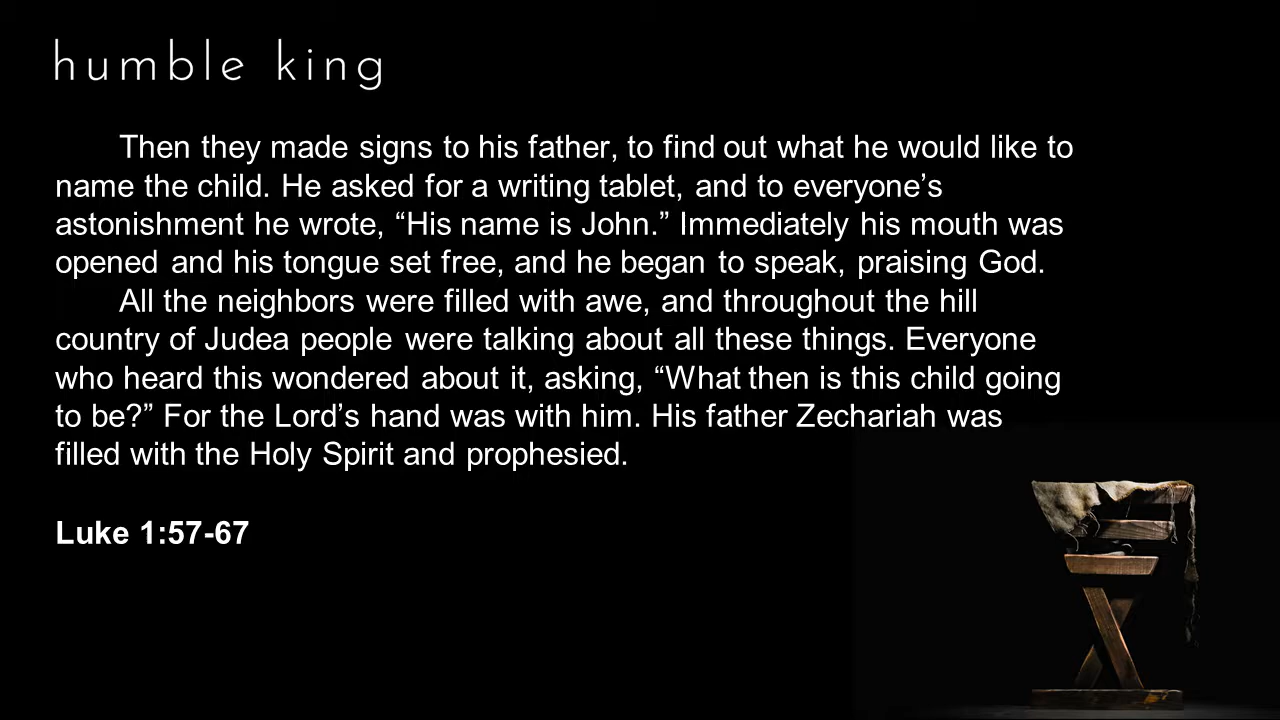 humble king
Then they made signs to his father, to find out what he would like to
name the child. He asked for a writing tablet, and to everyone’s
astonishment he wrote, “His name is John.” Immediately his mouth was
opened and his tongue set free, and he began to speak, praising God.
All the neighbors were filled with awe, and throughout the hill
country of Judea people were talking about all these things. Everyone
who heard this wondered about it, asking, “What then is this child going
to be?” For the Lord’s hand was with him. His father Zechariah was
filled with the Holy Spirit and prophesied.
Luke 1:57-67